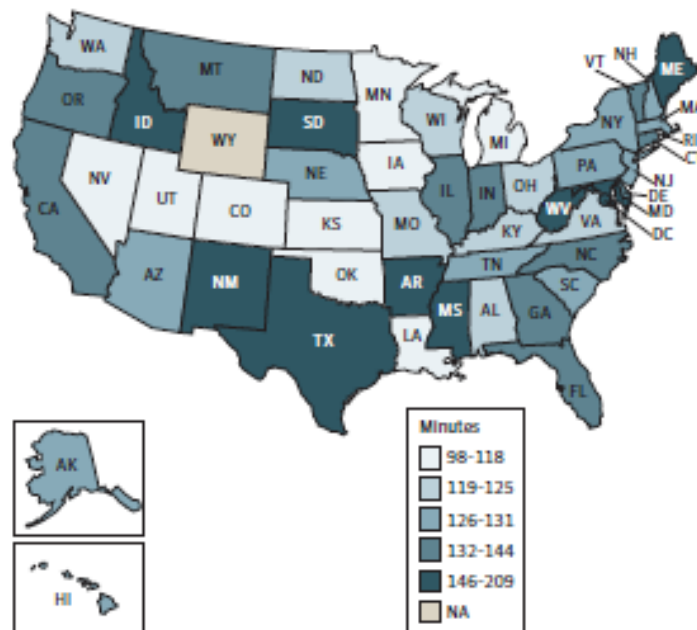 WA
MT
ND
MN
VT
NH
ME
OR
ID
WY
SD
WI
MI
NY
MA
RI
NV
UT
CO
NE
IA
IL
IN
OH
PA
NJ
DE
MD
DC
CA
KS
MO
KY
WV
VA
AZ
NM
OK
AR
TN
NC
SC
TX
LA
MS
AL
GA
FL
AK
HI
Minutes
98-118
119-125
126-131
132-144
146-209
NA